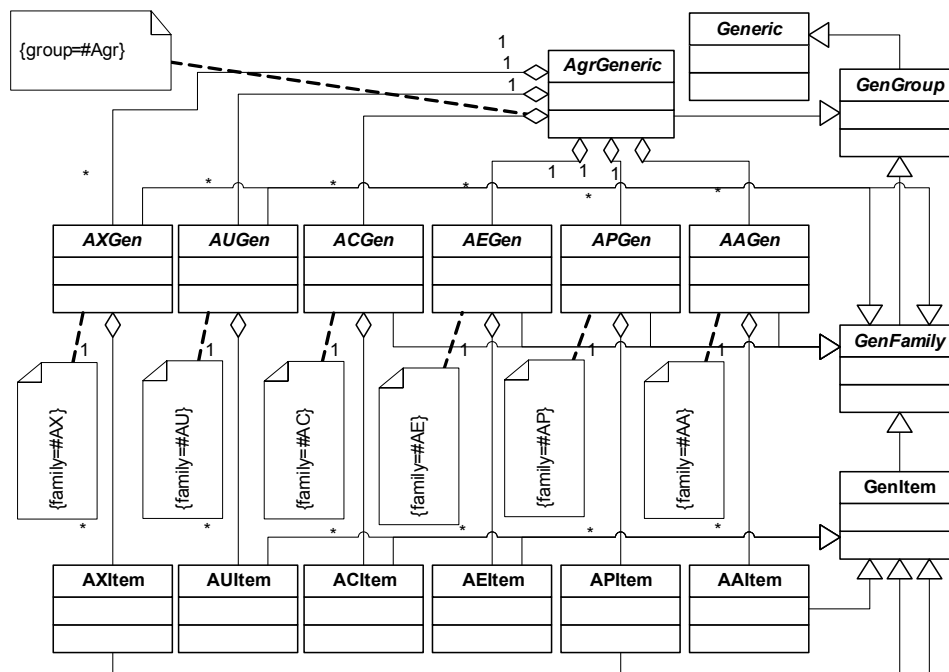 {group=#Agr}
1
1
1
AgrGeneric
Generic
GenGroup
1
1
1
*
*
*
*
*
*
AXGen
AUGen
ACGen
AEGen
APGen
AAGen
GenFamily
1
1
1
1
1
1
{family=#AX}
{family=#AU}
{family=#AC}
{family=#AE}
{family=#AP}
{family=#AA}
GenItem
*
*
*
*
*
*
AXItem
AUItem
ACItem
AEItem
APItem
AAItem